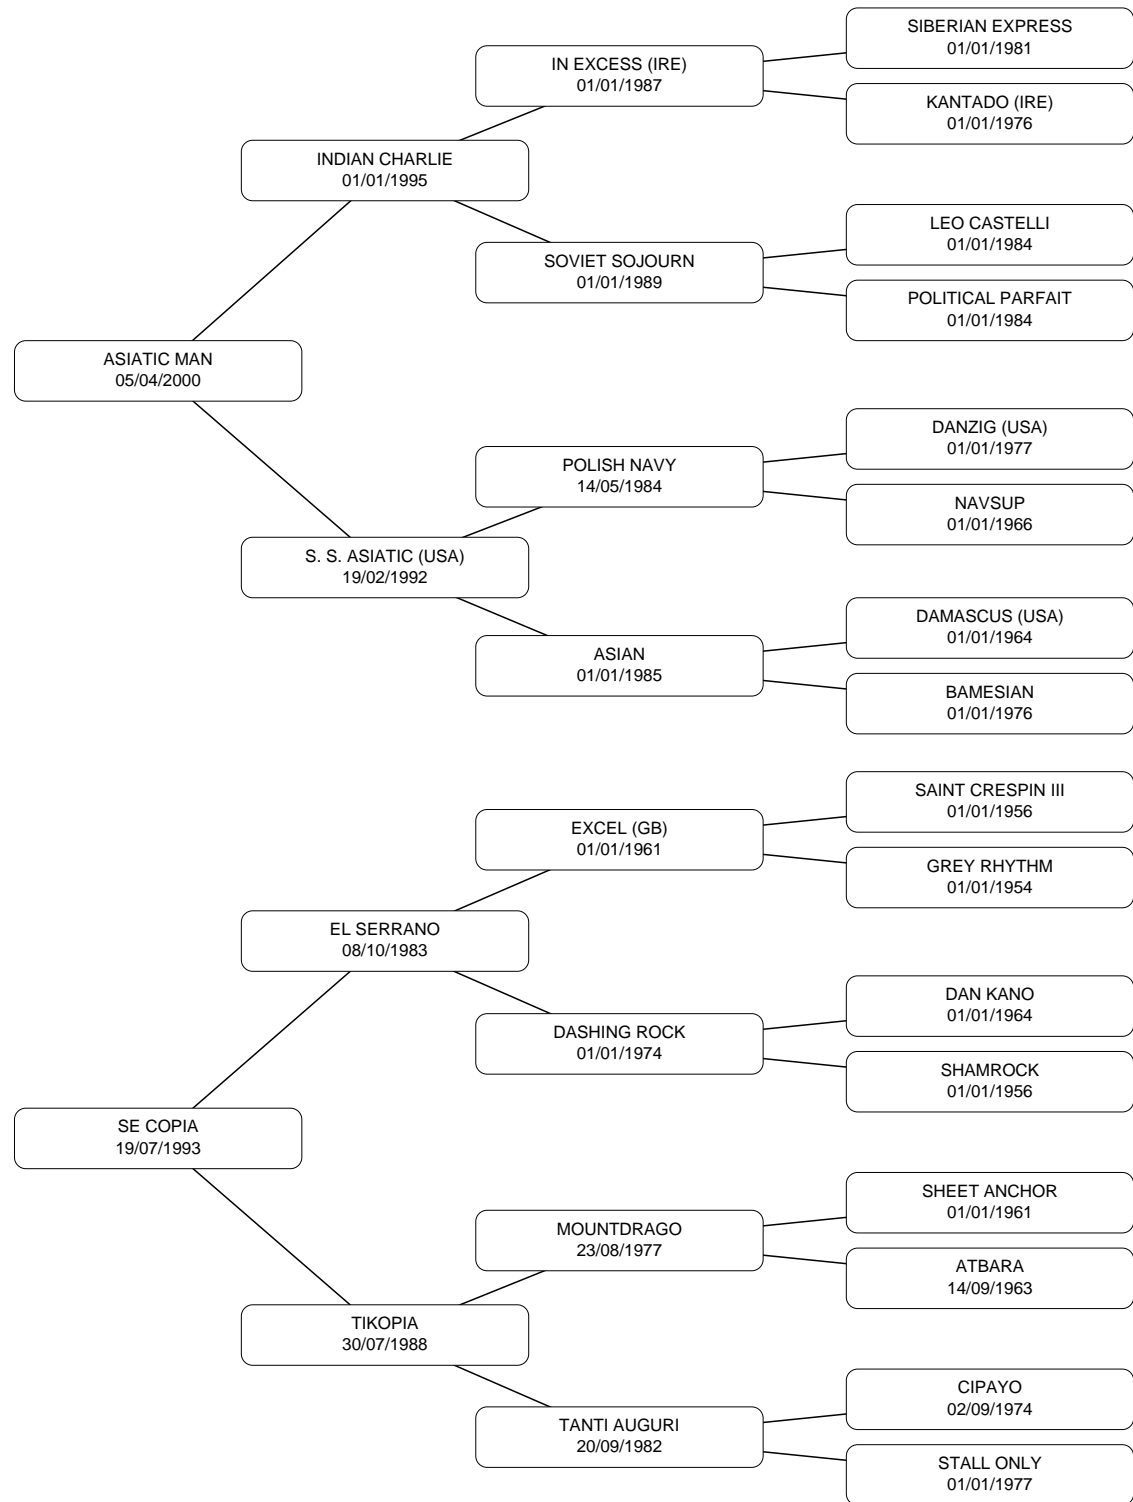 SIBERIAN EXPRESS
01/01/1981
IN EXCESS (IRE)
01/01/1987
KANTADO (IRE)
01/01/1976
INDIAN CHARLIE
01/01/1995
LEO CASTELLI
01/01/1984
SOVIET SOJOURN
01/01/1989
POLITICAL PARFAIT
01/01/1984
ASIATIC MAN
05/04/2000
DANZIG (USA)
01/01/1977
POLISH NAVY
14/05/1984
NAVSUP
01/01/1966
S. S. ASIATIC (USA)
19/02/1992
DAMASCUS (USA)
01/01/1964
ASIAN
01/01/1985
BAMESIAN
01/01/1976
SAINT CRESPIN III
01/01/1956
EXCEL (GB)
01/01/1961
GREY RHYTHM
01/01/1954
EL SERRANO
08/10/1983
DAN KANO
01/01/1964
DASHING ROCK
01/01/1974
SHAMROCK
01/01/1956
SE COPIA
19/07/1993
SHEET ANCHOR
01/01/1961
MOUNTDRAGO
23/08/1977
ATBARA
14/09/1963
TIKOPIA
30/07/1988
CIPAYO
02/09/1974
TANTI AUGURI
20/09/1982
STALL ONLY
01/01/1977